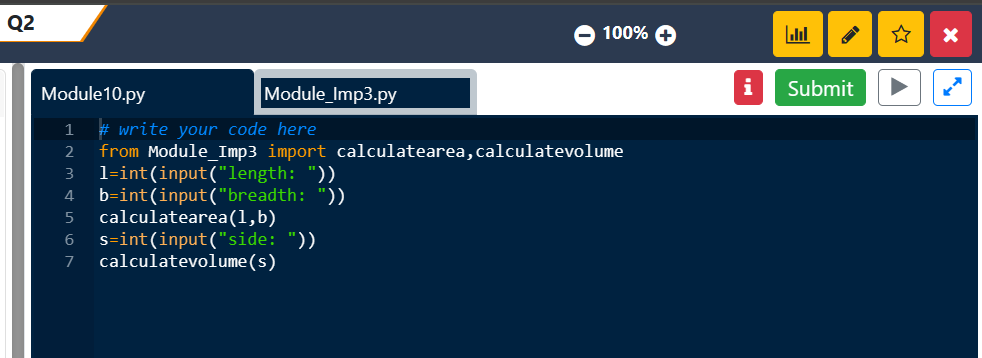 Q2
100%
Module10.py
Module_Imp3.py
i
Submit
1 # write your code here
2 from Module_Imp3 import calculatearea,calculatevolume
3 l=int(input("length: "))
4 b=int(input("breadth: "))
5 calculatearea(l,b)
6 s=int(input("side: "))
7 calculatevolume(s)